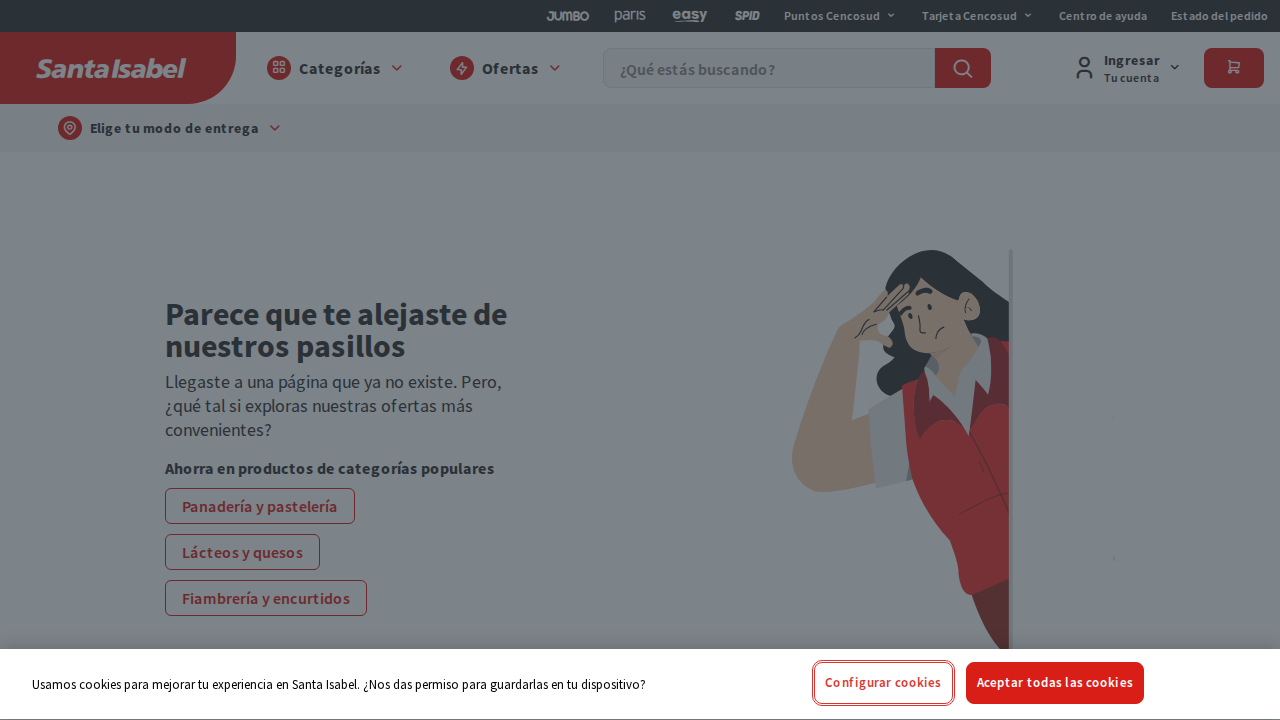 JUMBO paris easy SPID Puntos Cencosud Tarjeta Cencosud Centro de ayuda Estado del pedido
Santa Isabel Categorías Ofertas ¿Qué estás buscando? Ingresar
Tu cuenta
Elige tu modo de entrega
Parece que te alejaste de
nuestros pasillos
Llegaste a una página que ya no existe. Pero,
¿qué tal si exploras nuestras ofertas más
convenientes?
Ahorra en productos de categorías populares
Panadería y pastelería
Lácteos y quesos
Fiambrería y encurtidos
Usamos cookies para mejorar tu experiencia en Santa Isabel. ¿Nos das permiso para guardarlas en tu dispositivo? Configurar cookies Aceptar todas las cookies